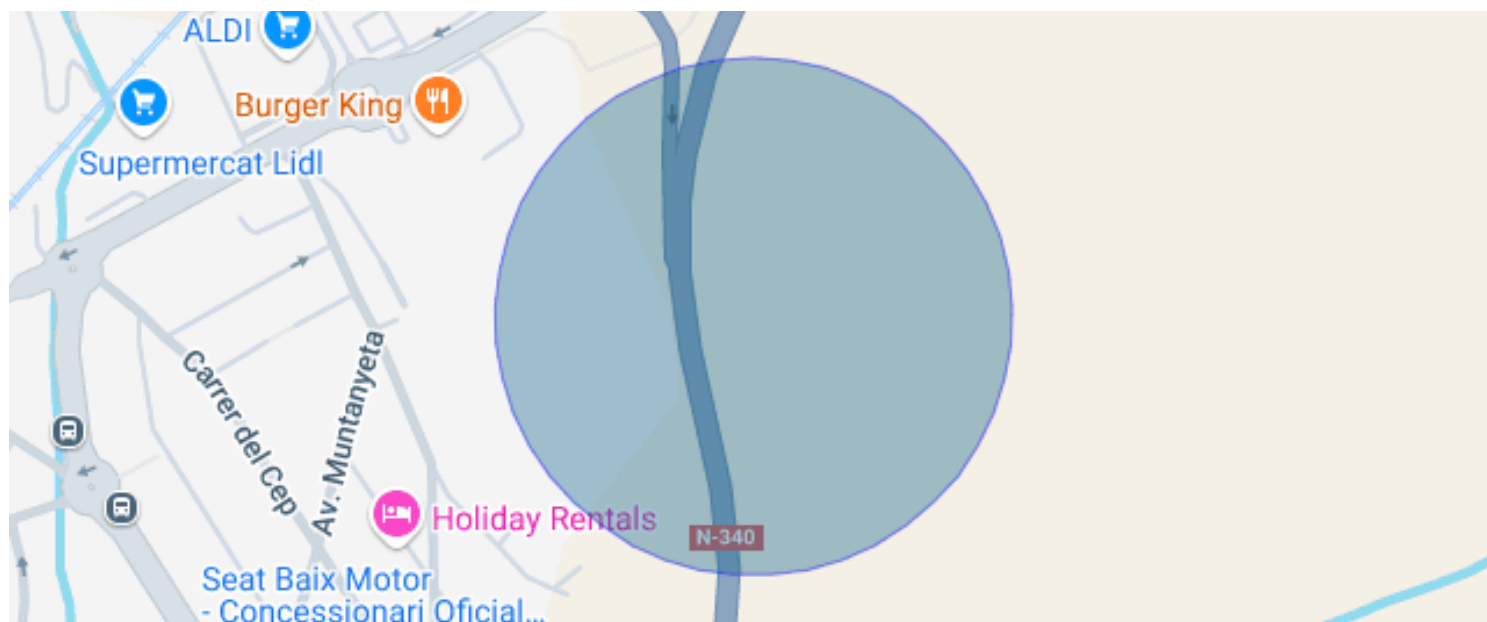 ALDI
Burger King
Supermercat Lidl
Carrer del Cep
Av. Muntanyeta
Holiday Rentals
N-340
Seat Baix Motor
- Concessionari Oficial...